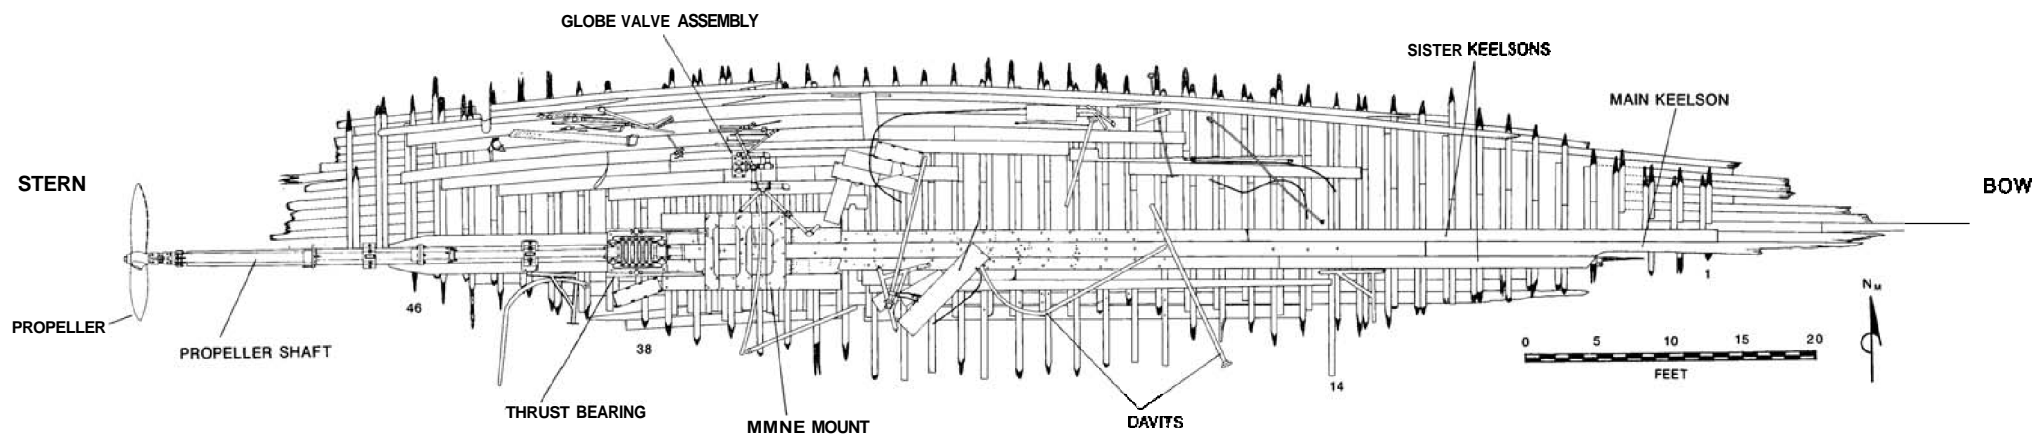 GLOBE VALVE ASSEMBLY
SISTER KEELSONS
MAIN KEELSON
STERN
BOW
1
N M
46
PROPELLER
PROPELLER SHAFT
38
0 5 10 15 20
FEET
14
THRUST BEARING
MMNE MOUNT
DAVITS